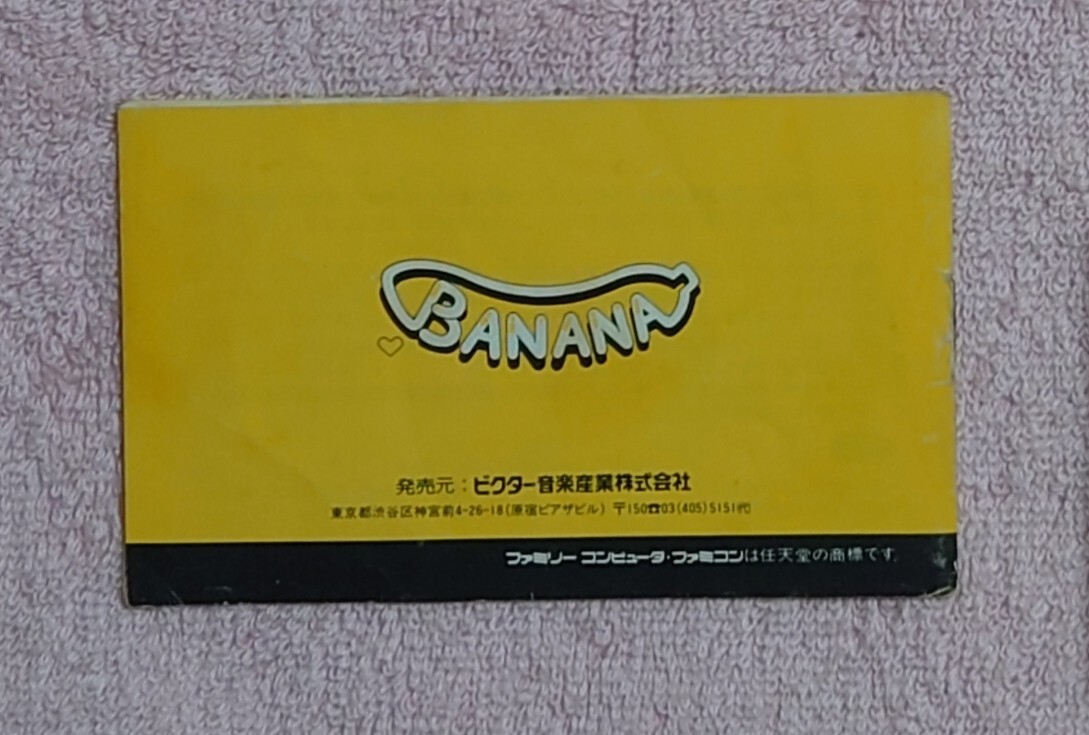 BANANA
発売元:ビクター音楽産業株式会社
東京都渋谷区神宮前4-26-18(原宿ピアザビル) 〒150☎03(405)5151代
ファミリーコンピュータ・ファミコンは任天堂の商標です。